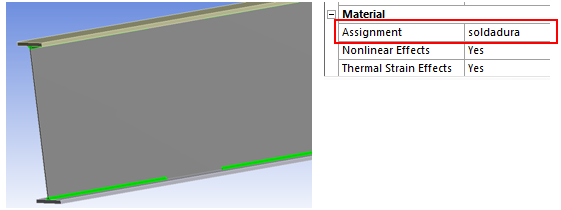 Material
Assignment soldadura
Nonlinear Effects Yes
Thermal Strain Effects Yes